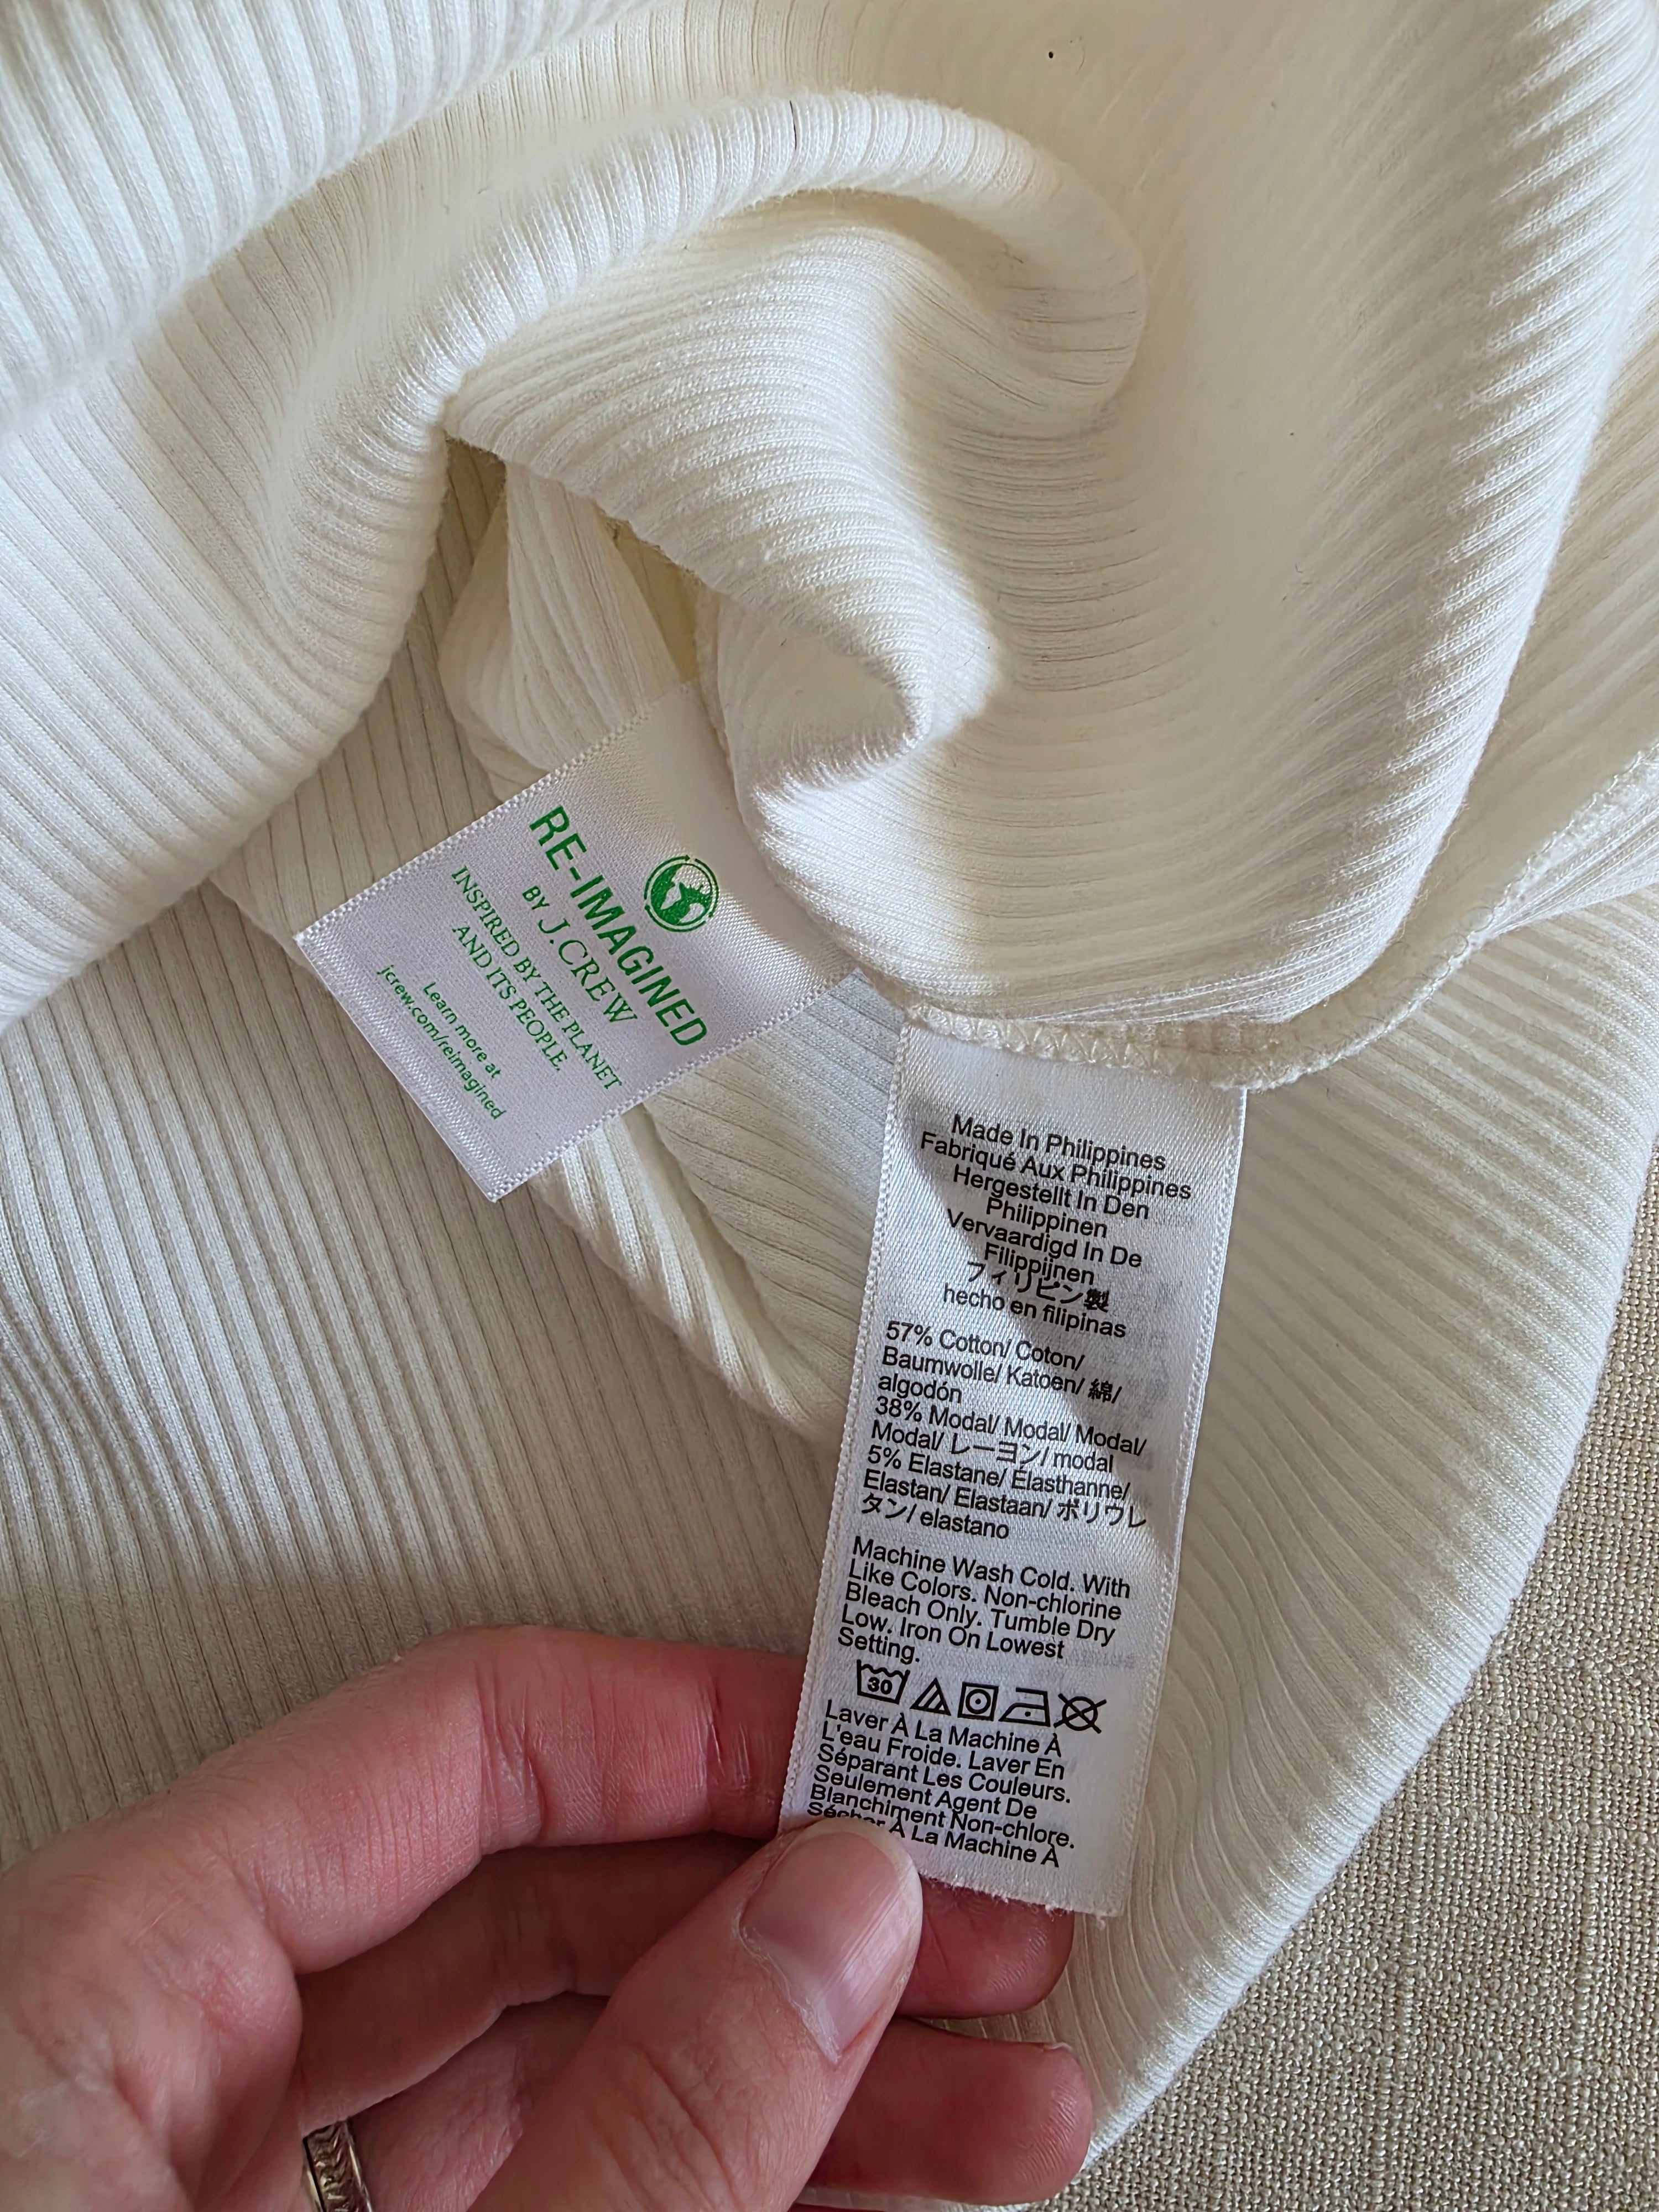 RE-IMAGINED
BY J.CREW
INSPIRED BY THE PLANET
AND ITS PEOPLE.
Learn more at
jcrew.com/reimagined
Made In Philippines
Fabriqué Aux Philippines
Hergestellt In Den
Philippinen
Vervaardigd In De
Filippijnen
フィリピン製
hecho en filipinas
57% Cotton/ Coton/
Baumwolle/ Katoen/ 綿/
algodón
38% Modal/ Modal/ Modal/
Modal/ レーヨン/ modal
5% Elastane/ Élasthanne/
Elastan/ Elastaan/ ポリウレ
タン/ elastano
Machine Wash Cold. With
Like Colors. Non-chlorine
Bleach Only. Tumble Dry
Low. Iron On Lowest
Setting.
30
Laver À La Machine À
L'eau Froide. Laver En
Séparant Les Couleurs.
Seulement Agent De
Blanchiment Non-chlore.
Sécher À La Machine À